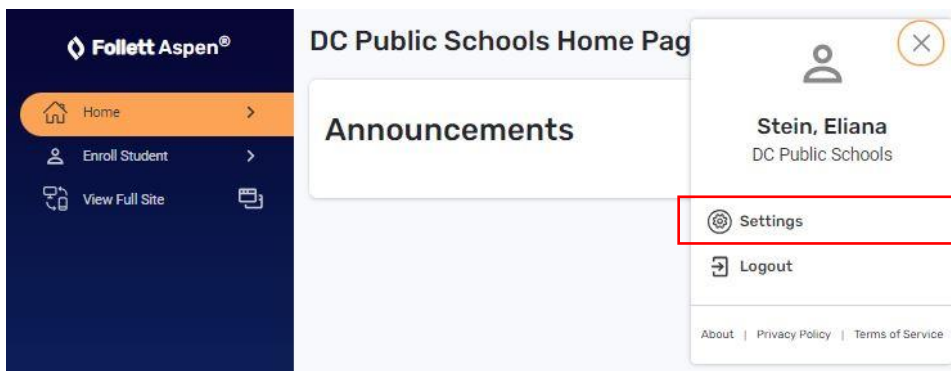 Follett Aspen®
Home
Enroll Student
View Full Site
DC Public Schools Home Pag
Announcements
Stein, Eliana
DC Public Schools
Settings
Logout
About | Privacy Policy | Terms of Service